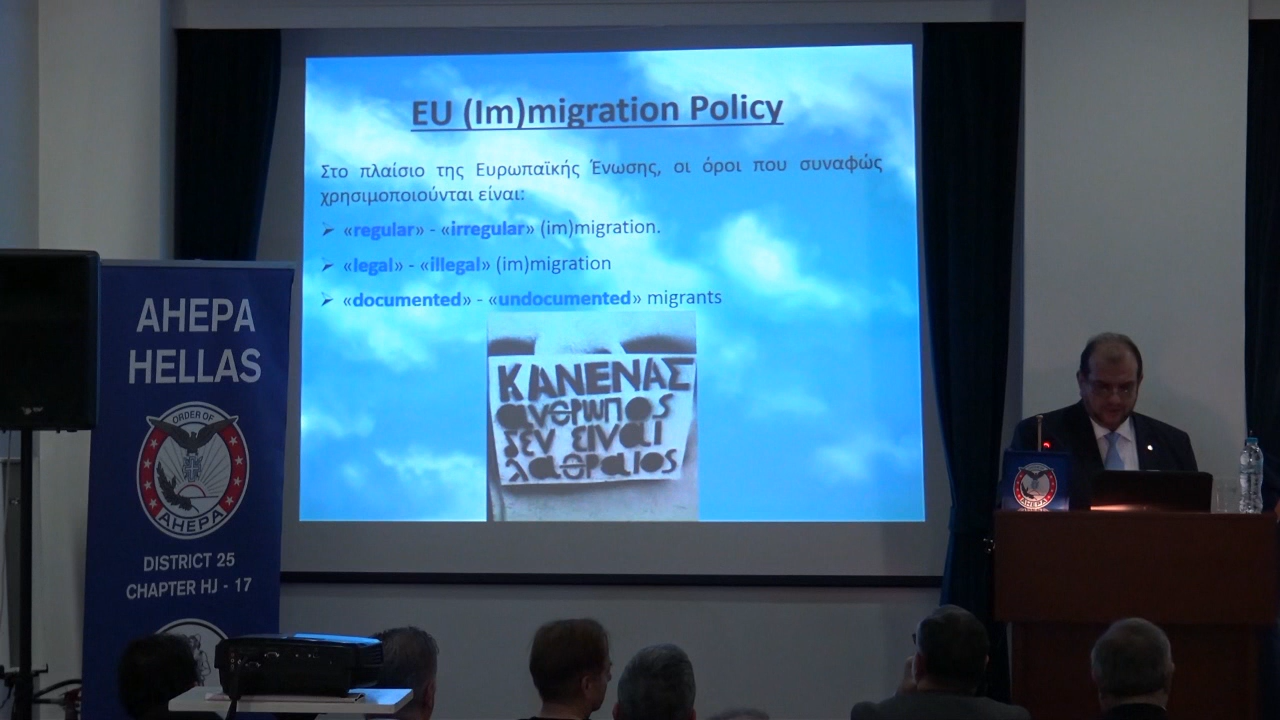 EU (Im)migration Policy
Στο πλαίσιο της Ευρωπαϊκής Ένωσης, οι όροι που συναφώς
χρησιμοποιούνται είναι:
➢ «regular» - «irregular» (im)migration.
➢ «legal» - «illegal» (im)migration
➢ «documented» - «undocumented» migrants
ΚΑΝΕΝΑΣ
ανθρωπος
δεν ειναι
λαθραιος
AHEPA
HELLAS
ORDER OF
AHEPA
DISTRICT 25
CHAPTER HJ - 17
AHEPA